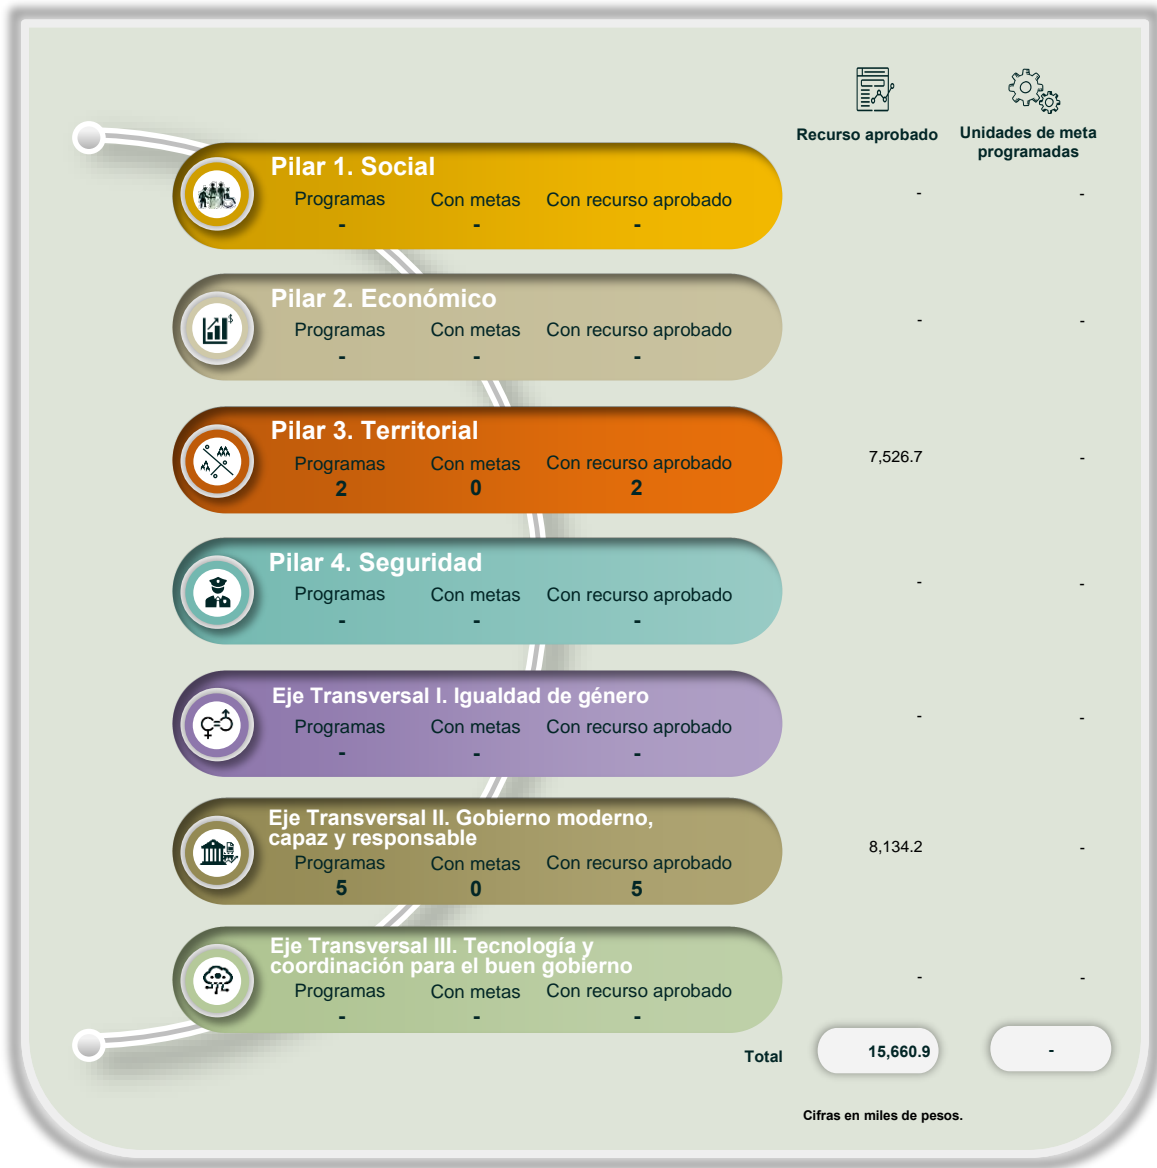 Recurso aprobado
Unidades de meta
programadas
Pilar 1. Social
Programas Con metas Con recurso aprobado
- - -
- -
Pilar 2. Económico
Programas Con metas Con recurso aprobado
- - -
- -
Pilar 3. Territorial
Programas Con metas Con recurso aprobado
2 0 2
7,526.7 -
Pilar 4. Seguridad
Programas Con metas Con recurso aprobado
- - -
- -
Eje Transversal I. Igualdad de género
Programas Con metas Con recurso aprobado
- - -
- -
Eje Transversal II. Gobierno moderno,
capaz y responsable
Programas Con metas Con recurso aprobado
5 0 5
8,134.2 -
Eje Transversal III. Tecnología y
coordinación para el buen gobierno
Programas Con metas Con recurso aprobado
- - -
- -
Total 15,660.9 -
Cifras en miles de pesos.